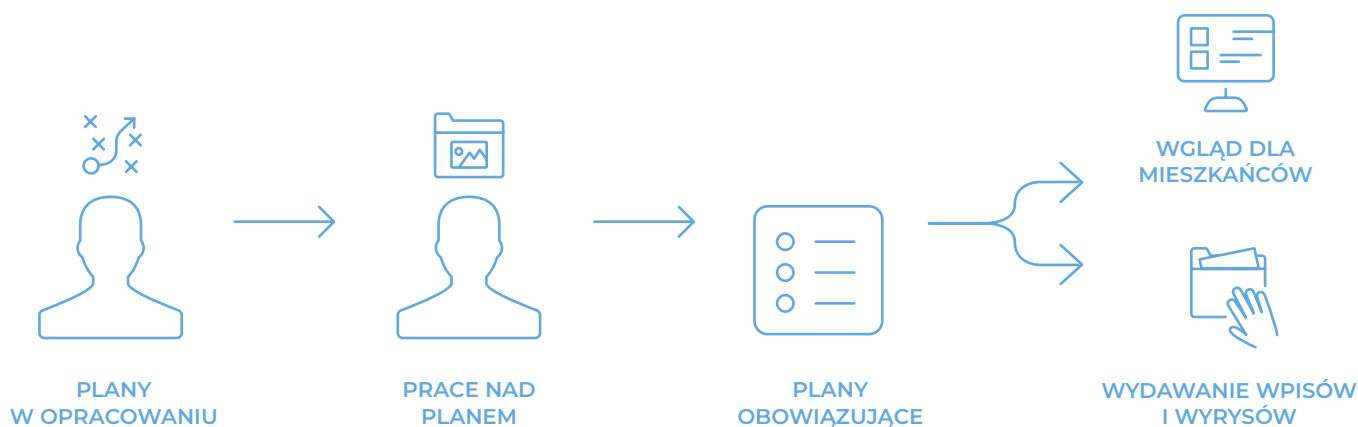 PLANY
W OPRACOWANIU
PRACE NAD
PLANEM
PLANY
OBOWIĄZUJĄCE
WGLĄD DLA
MIESZKAŃCÓW
WYDAWANIE WPISÓW
I WYRYSÓW